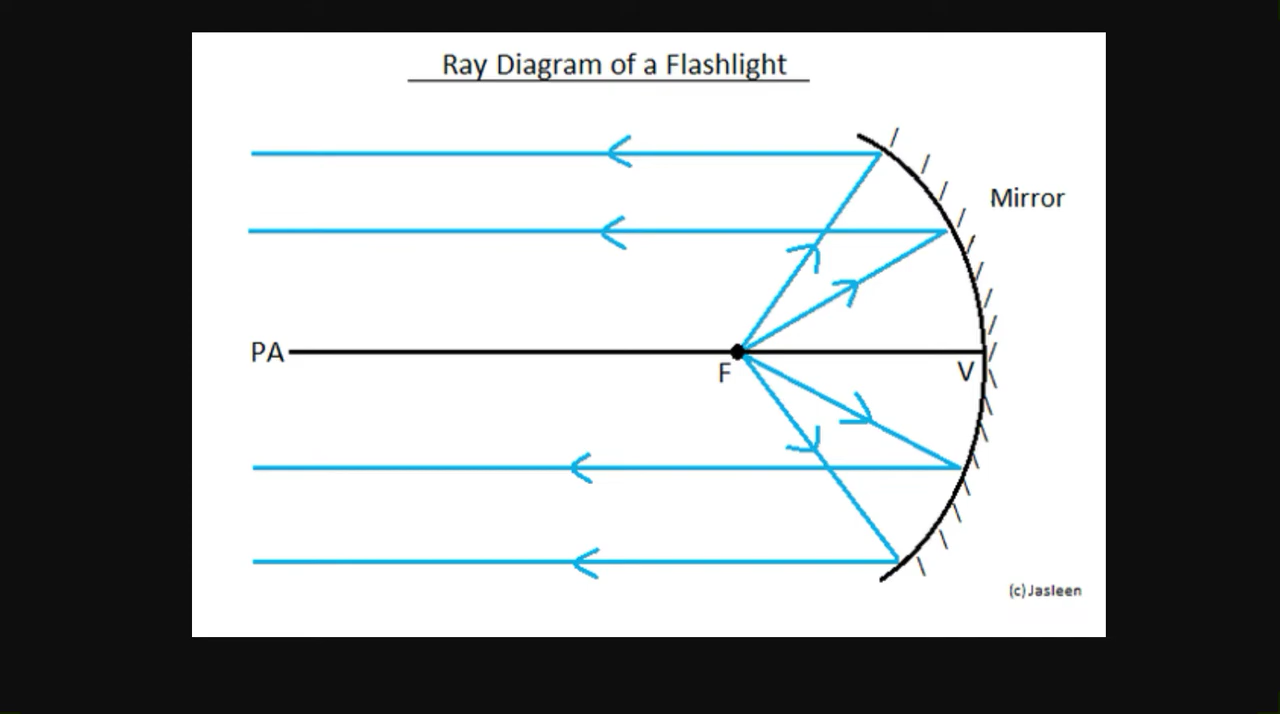 Ray Diagram of a Flashlight
Mirror
PA
F
V
(c)Jasleen